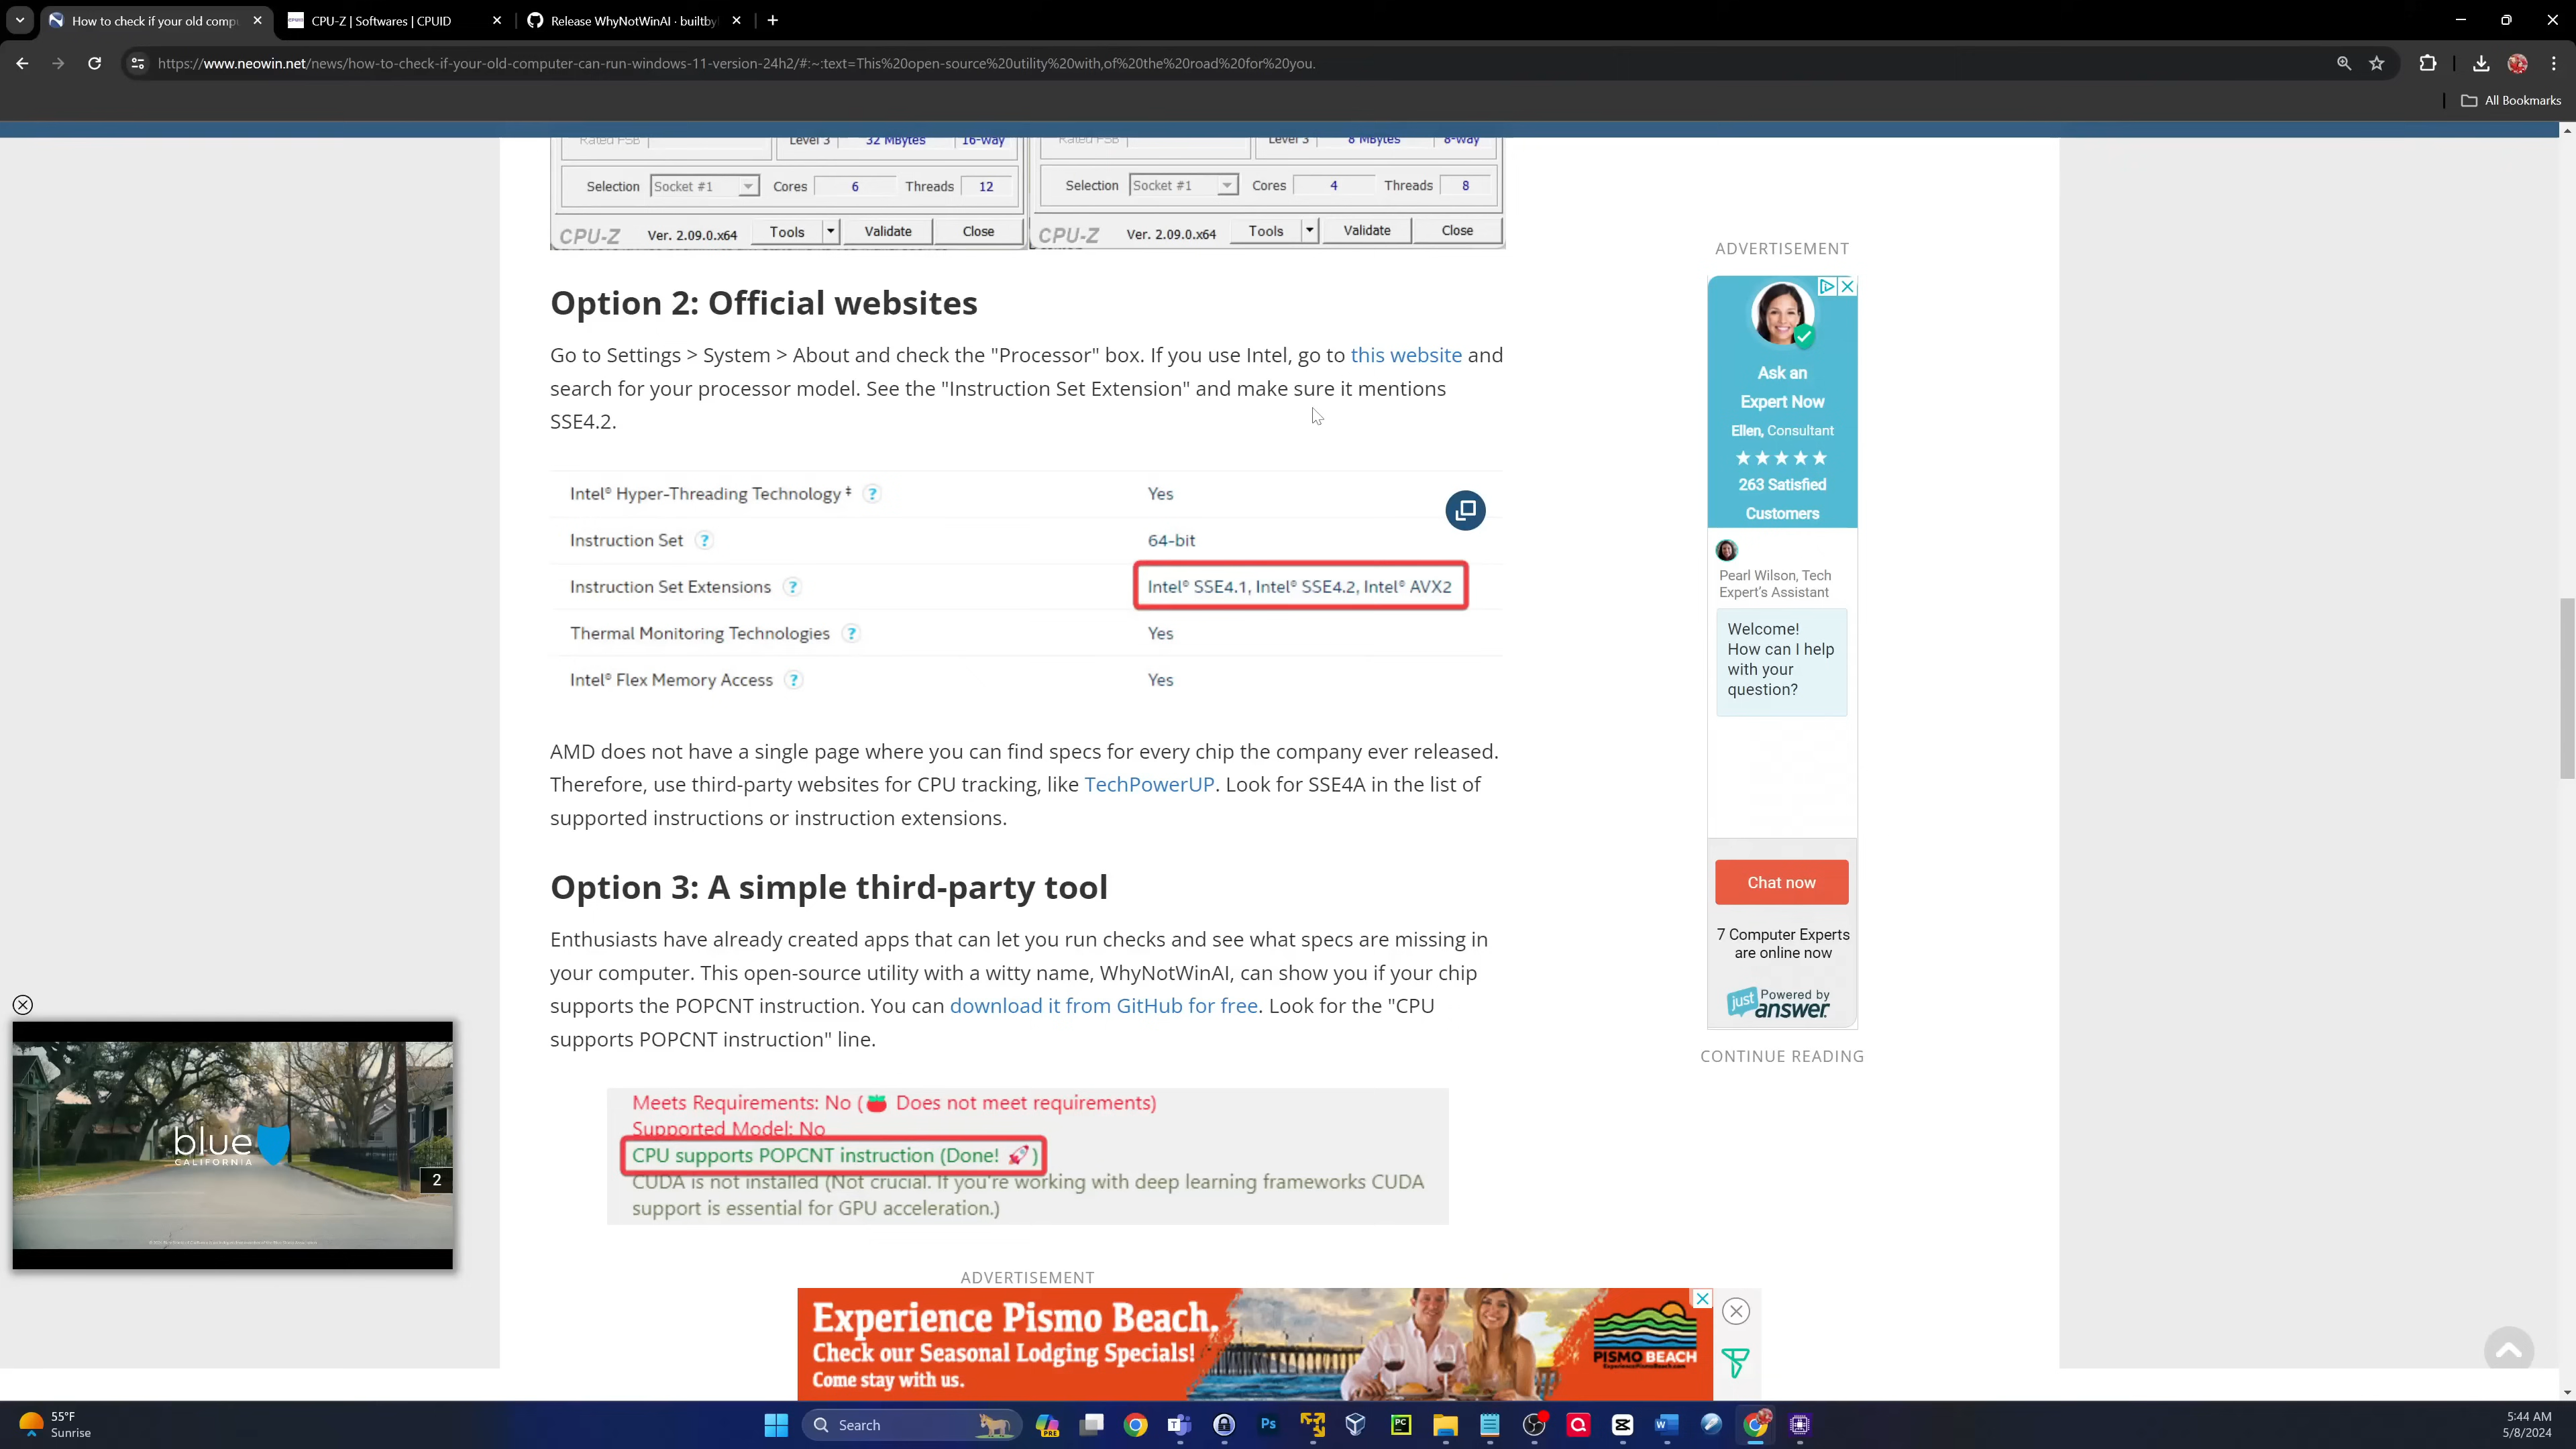 How to check if your old comp
CPU-Z | Softwares | CPUID
Release WhyNotWinAI · builtby
https://www.neowin.net/news/how-to-check-if-your-old-computer-can-run-windows-11-version-24h2/#:~:text=This%20open-source%20utility%20with,of%20the%20road%20for%20you.
All Bookmarks
Rated FSB Level 3 32 MBytes 16-way
Rated FSB Level 3 8 MBytes 8-way
Selection Socket #1 Cores 6 Threads 12
Selection Socket #1 Cores 4 Threads 8
CPU-Z Ver. 2.09.0.x64 Tools Validate Close
CPU-Z Ver. 2.09.0.x64 Tools Validate Close
Option 2: Official websites
Go to Settings > System > About and check the "Processor" box. If you use Intel, go to this website and
search for your processor model. See the "Instruction Set Extension" and make sure it mentions
SSE4.2.
Intel® Hyper-Threading Technology ‡ ? Yes
Instruction Set ? 64-bit
Instruction Set Extensions ? Intel® SSE4.1, Intel® SSE4.2, Intel® AVX2
Thermal Monitoring Technologies ? Yes
Intel® Flex Memory Access ? Yes
AMD does not have a single page where you can find specs for every chip the company ever released.
Therefore, use third-party websites for CPU tracking, like TechPowerUP. Look for SSE4A in the list of
supported instructions or instruction extensions.
Option 3: A simple third-party tool
Enthusiasts have already created apps that can let you run checks and see what specs are missing in
your computer. This open-source utility with a witty name, WhyNotWinAI, can show you if your chip
supports the POPCNT instruction. You can download it from GitHub for free. Look for the "CPU
supports POPCNT instruction" line.
Meets Requirements: No (🍅 Does not meet requirements)
Supported Model: No
CPU supports POPCNT instruction (Done! 🚀)
CUDA is not installed (Not crucial. If you're working with deep learning frameworks CUDA
support is essential for GPU acceleration.)
ADVERTISEMENT
Experience Pismo Beach.
Check our Seasonal Lodging Specials!
Come stay with us.
PISMO BEACH
ExperiencePismoBeach.com
ADVERTISEMENT
Ask an
Expert Now
Ellen, Consultant
★★★★★
263 Satisfied
Customers
Pearl Wilson, Tech
Expert's Assistant
Welcome!
How can I help
with your
question?
Chat now
7 Computer Experts
are online now
Powered by
just answer
CONTINUE READING
blue
CALIFORNIA
2
55°F
Sunrise
Search
PRE
Ps
PC
5:44 AM
5/8/2024